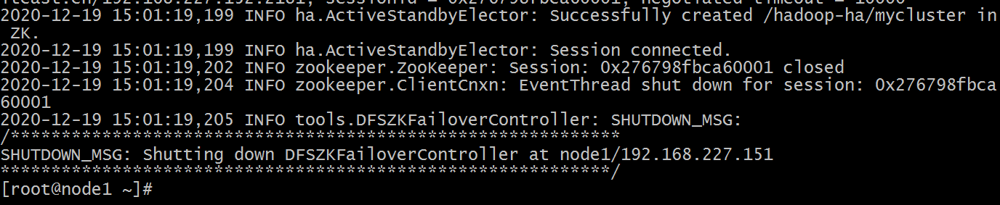 2020-12-19 15:01:19,199 INFO ha.ActiveStandbyElector: Successfully created /hadoop-ha/mycluster in
ZK.
2020-12-19 15:01:19,199 INFO ha.ActiveStandbyElector: Session connected.
2020-12-19 15:01:19,202 INFO zookeeper.ZooKeeper: Session: 0x276798fbca60001 closed
2020-12-19 15:01:19,204 INFO zookeeper.ClientCnxn: EventThread shut down for session: 0x276798fbca
60001
2020-12-19 15:01:19,205 INFO tools.DFSZKFailoverController: SHUTDOWN_MSG:
/************************************************************
SHUTDOWN_MSG: Shutting down DFSZKFailoverController at node1/192.168.227.151
************************************************************/
[root@node1 ~]#